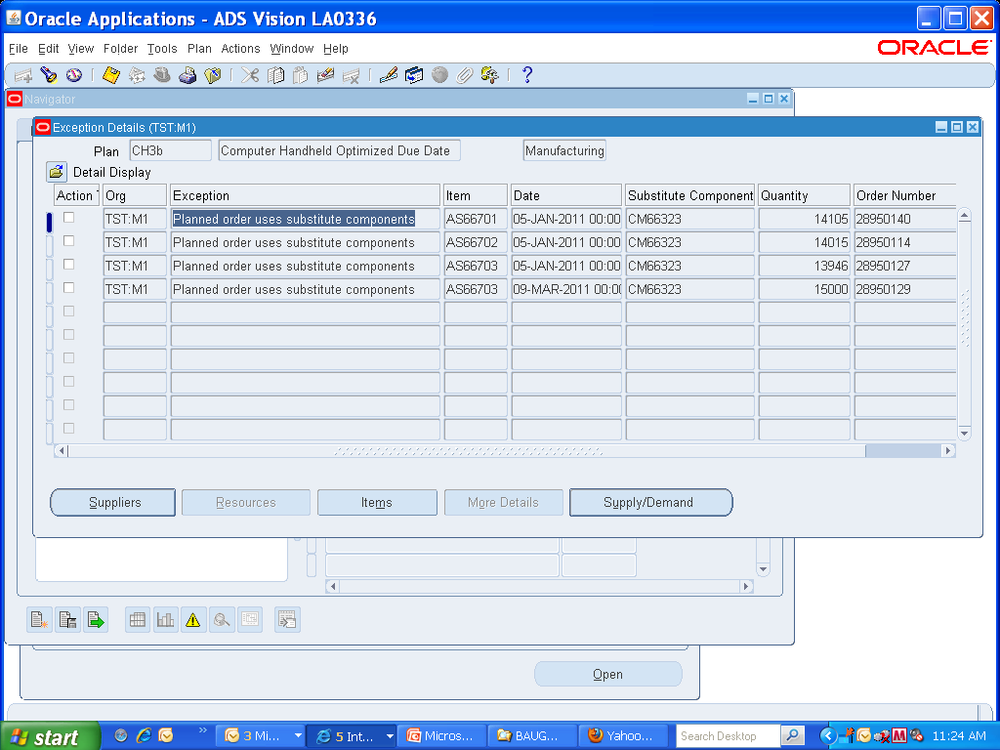 Oracle Applications - ADS Vision LA0336
File Edit View Folder Tools Plan Actions Window Help
ORACLE
Navigator
Exception Details (TST:M1)
Plan CH3b Computer Handheld Optimized Due Date Manufacturing
Detail Display
Action Org Exception Item Date Substitute Component Quantity Order Number
TST:M1 Planned order uses substitute components AS66701 05-JAN-2011 00:00 CM66323 14105 28950140
TST:M1 Planned order uses substitute components AS66702 05-JAN-2011 00:00 CM66323 14015 28950114
TST:M1 Planned order uses substitute components AS66703 05-JAN-2011 00:00 CM66323 13946 28950127
TST:M1 Planned order uses substitute components AS66703 09-MAR-2011 00:00 CM66323 15000 28950129
Suppliers Resources Items More Details Supply/Demand
Open
start 3 Mi... 5 Int... Micros... BAUG... Yahoo... Search Desktop 11:24 AM